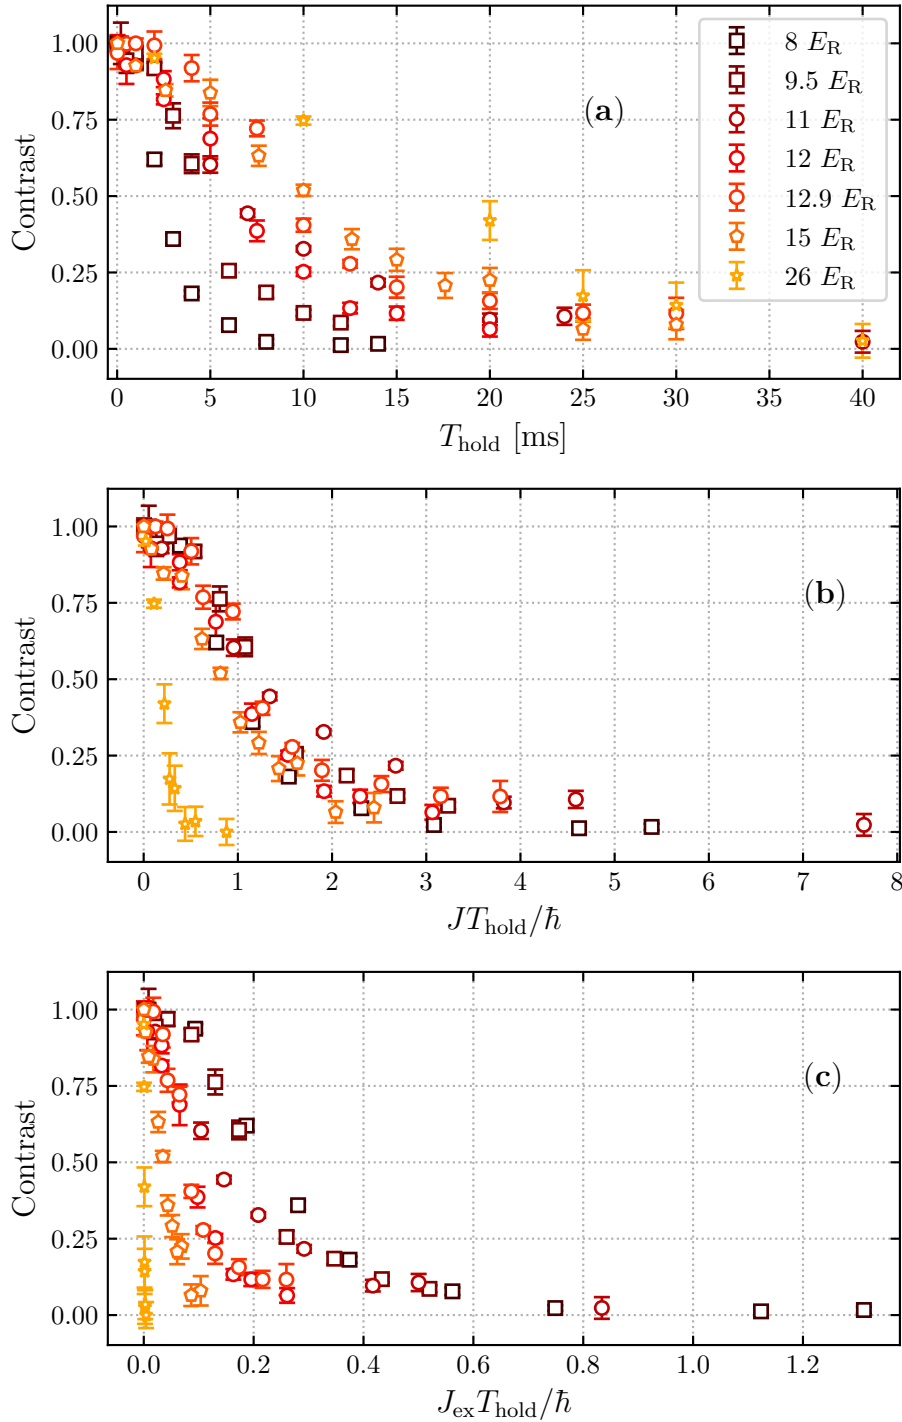 1.00
0.75
0.50
0.25
0.00
Contrast
(a)
8 E_R
9.5 E_R
11 E_R
12 E_R
12.9 E_R
15 E_R
26 E_R
0 5 10 15 20 25 30 35 40
T_hold [ms]
1.00
0.75
0.50
0.25
0.00
Contrast
(b)
0 1 2 3 4 5 6 7 8
JT_hold/ħ
1.00
0.75
0.50
0.25
0.00
Contrast
(c)
0.0 0.2 0.4 0.6 0.8 1.0 1.2
J_ex T_hold/ħ